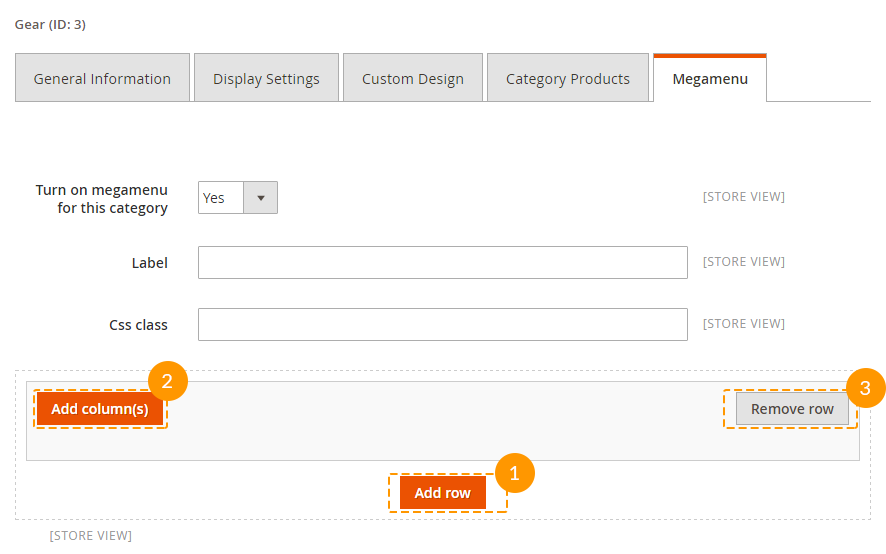 Gear (ID: 3)
General Information Display Settings Custom Design Category Products Megamenu
Turn on megamenu
for this category
Yes
[STORE VIEW]
Label
[STORE VIEW]
Css class
[STORE VIEW]
2
3
Add column(s)
Remove row
1
Add row
[STORE VIEW]